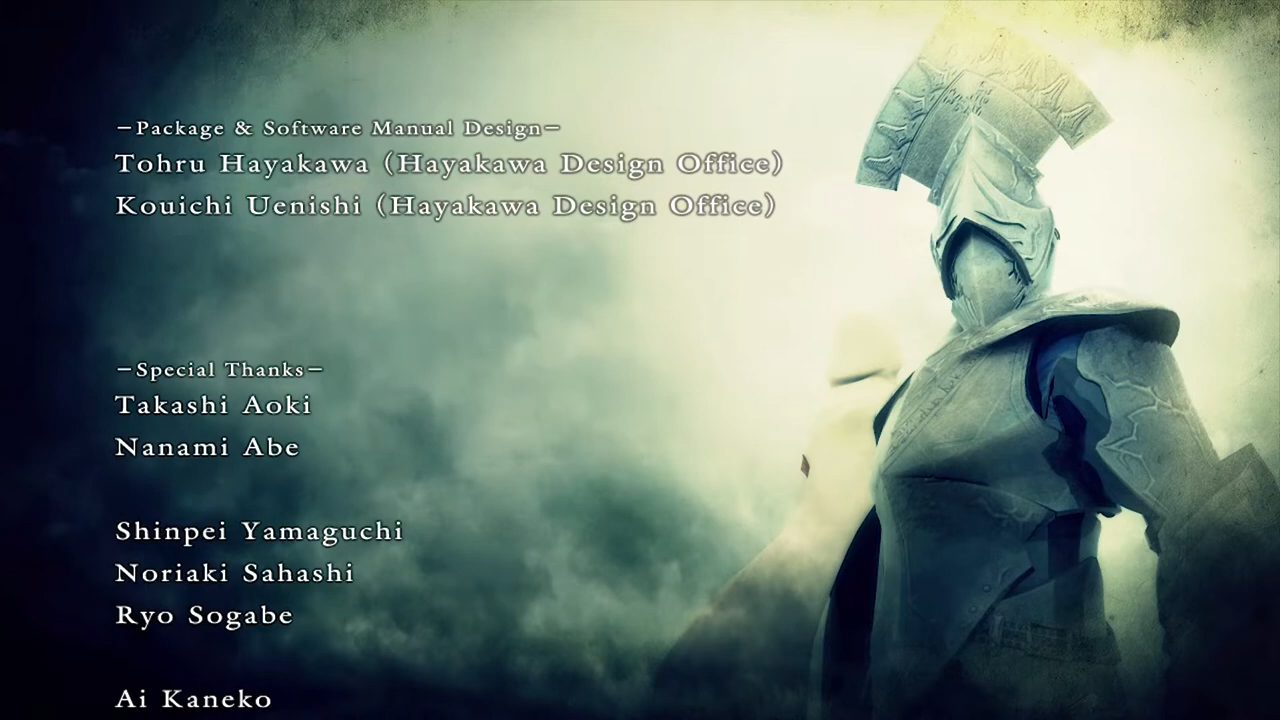 －Package & Software Manual Design－
Tohru Hayakawa (Hayakawa Design Office)
Kouichi Uenishi (Hayakawa Design Office)
－Special Thanks－
Takashi Aoki
Nanami Abe
Shinpei Yamaguchi
Noriaki Sahashi
Ryo Sogabe
Ai Kaneko